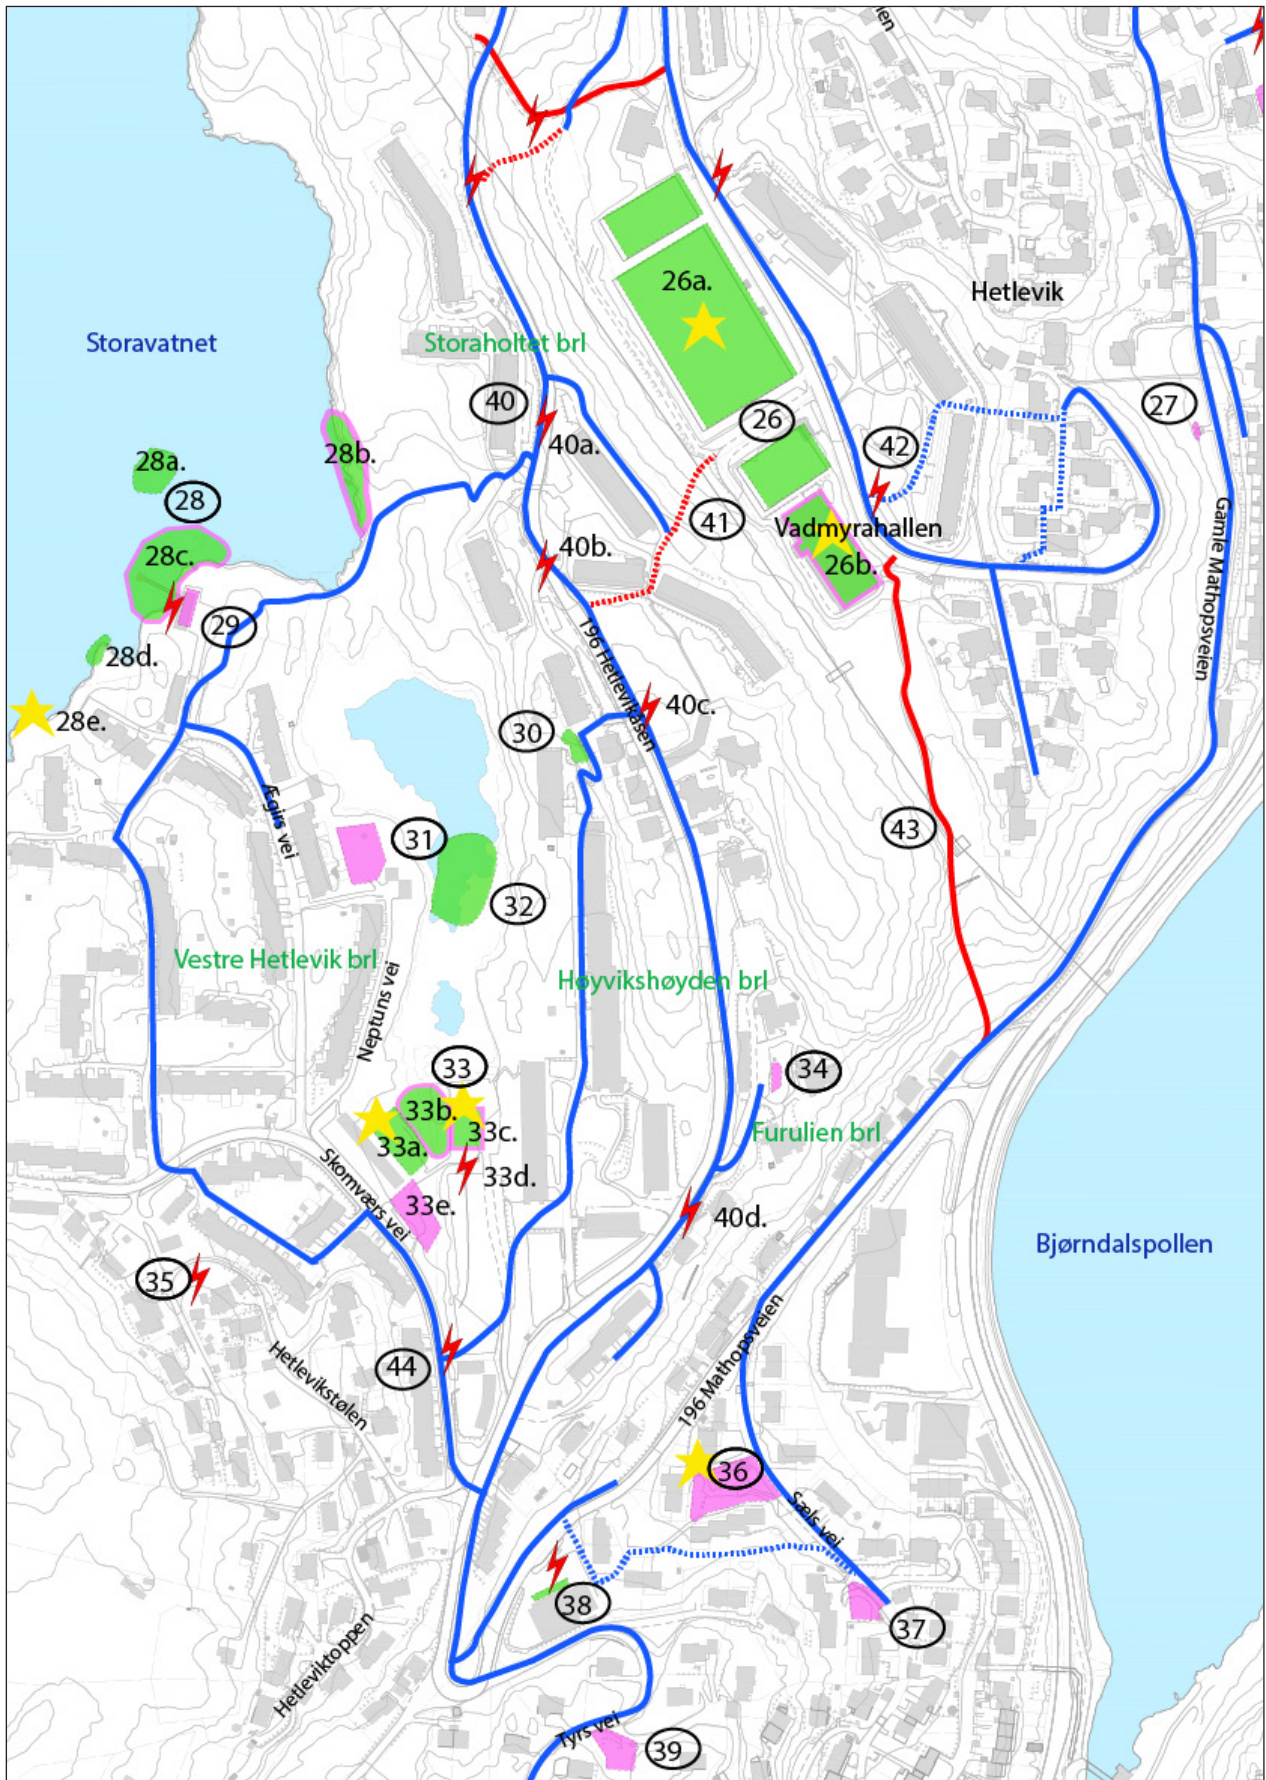 ien
26a.
Hetlevik
Storavatnet
Storaholtet brl
40
27
26
40a.
42
28b.
28a.
28
41
Gamle Mathopsveien
Vadmyrahallen
40b.
28c.
26b.
29
196 Hetlevikåsen
28d.
40c.
28e.
30
Ægirs vei
31
43
32
Vestre Hetlevik brl
Høyvikshøyden brl
Neptuns vei
33
34
33b.
33c.
33a.
Furulien brl
Skomværs vei
33d.
33e.
40d.
Bjørndalspollen
35
196 Mathopsveien
Hetlevikstølen
44
36
Sæls vei
38
37
Hetleviktoppen
Tyrs vei
39